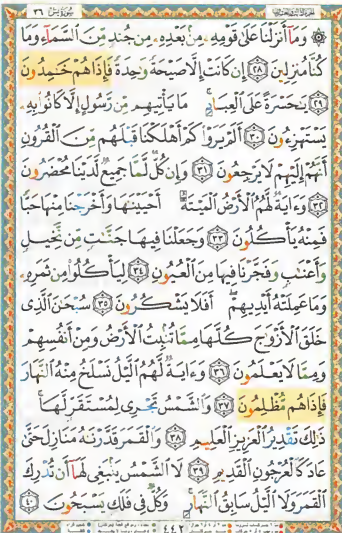 سُورَةُ يسٓ ٣٦
۞ وَمَآ أَنزَلۡنَا عَلَىٰ قَوۡمِهِۦ مِنۢ بَعۡدِهِۦ مِن جُندٖ مِّنَ ٱلسَّمَآءِ وَمَا
كُنَّا مُنزِلِينَ ٢٨ إِن كَانَتۡ إِلَّا صَيۡحَةٗ وَٰحِدَةٗ فَإِذَا هُمۡ خَٰمِدُونَ
٢٩ يَٰحَسۡرَةً عَلَى ٱلۡعِبَادِۚ مَا يَأۡتِيهِم مِّن رَّسُولٍ إِلَّا كَانُواْ بِهِۦ
يَسۡتَهۡزِءُونَ ٣٠ أَلَمۡ يَرَوۡاْ كَمۡ أَهۡلَكۡنَا قَبۡلَهُم مِّنَ ٱلۡقُرُونِ
أَنَّهُمۡ إِلَيۡهِمۡ لَا يَرۡجِعُونَ ٣١ وَإِن كُلّٞ لَّمَّا جَمِيعٞ لَّدَيۡنَا مُحۡضَرُونَ
٣٢ وَءَايَةٞ لَّهُمُ ٱلۡأَرۡضُ ٱلۡمَيۡتَةُ أَحۡيَيۡنَٰهَا وَأَخۡرَجۡنَا مِنۡهَا حَبّٗا
فَمِنۡهُ يَأۡكُلُونَ ٣٣ وَجَعَلۡنَا فِيهَا جَنَّٰتٖ مِّن نَّخِيلٖ
وَأَعۡنَٰبٖ وَفَجَّرۡنَا فِيهَا مِنَ ٱلۡعُيُونِ ٣٤ لِيَأۡكُلُواْ مِن ثَمَرِهِۦ
وَمَا عَمِلَتۡهُ أَيۡدِيهِمۡۚ أَفَلَا يَشۡكُرُونَ ٣٥ سُبۡحَٰنَ ٱلَّذِي
خَلَقَ ٱلۡأَزۡوَٰجَ كُلَّهَا مِمَّا تُنۢبِتُ ٱلۡأَرۡضُ وَمِنۡ أَنفُسِهِمۡ
وَمِمَّا لَا يَعۡلَمُونَ ٣٦ وَءَايَةٞ لَّهُمُ ٱلَّيۡلُ نَسۡلَخُ مِنۡهُ ٱلنَّهَارَ
فَإِذَا هُم مُّظۡلِمُونَ ٣٧ وَٱلشَّمۡسُ تَجۡرِي لِمُسۡتَقَرّٖ لَّهَاۚ
ذَٰلِكَ تَقۡدِيرُ ٱلۡعَزِيزِ ٱلۡعَلِيمِ ٣٨ وَٱلۡقَمَرَ قَدَّرۡنَٰهُ مَنَازِلَ حَتَّىٰ
عَادَ كَٱلۡعُرۡجُونِ ٱلۡقَدِيمِ ٣٩ لَا ٱلشَّمۡسُ يَنۢبَغِي لَهَآ أَن تُدۡرِكَ
ٱلۡقَمَرَ وَلَا ٱلَّيۡلُ سَابِقُ ٱلنَّهَارِۚ وَكُلّٞ فِي فَلَكٖ يَسۡبَحُونَ ٤٠
٤٤٢